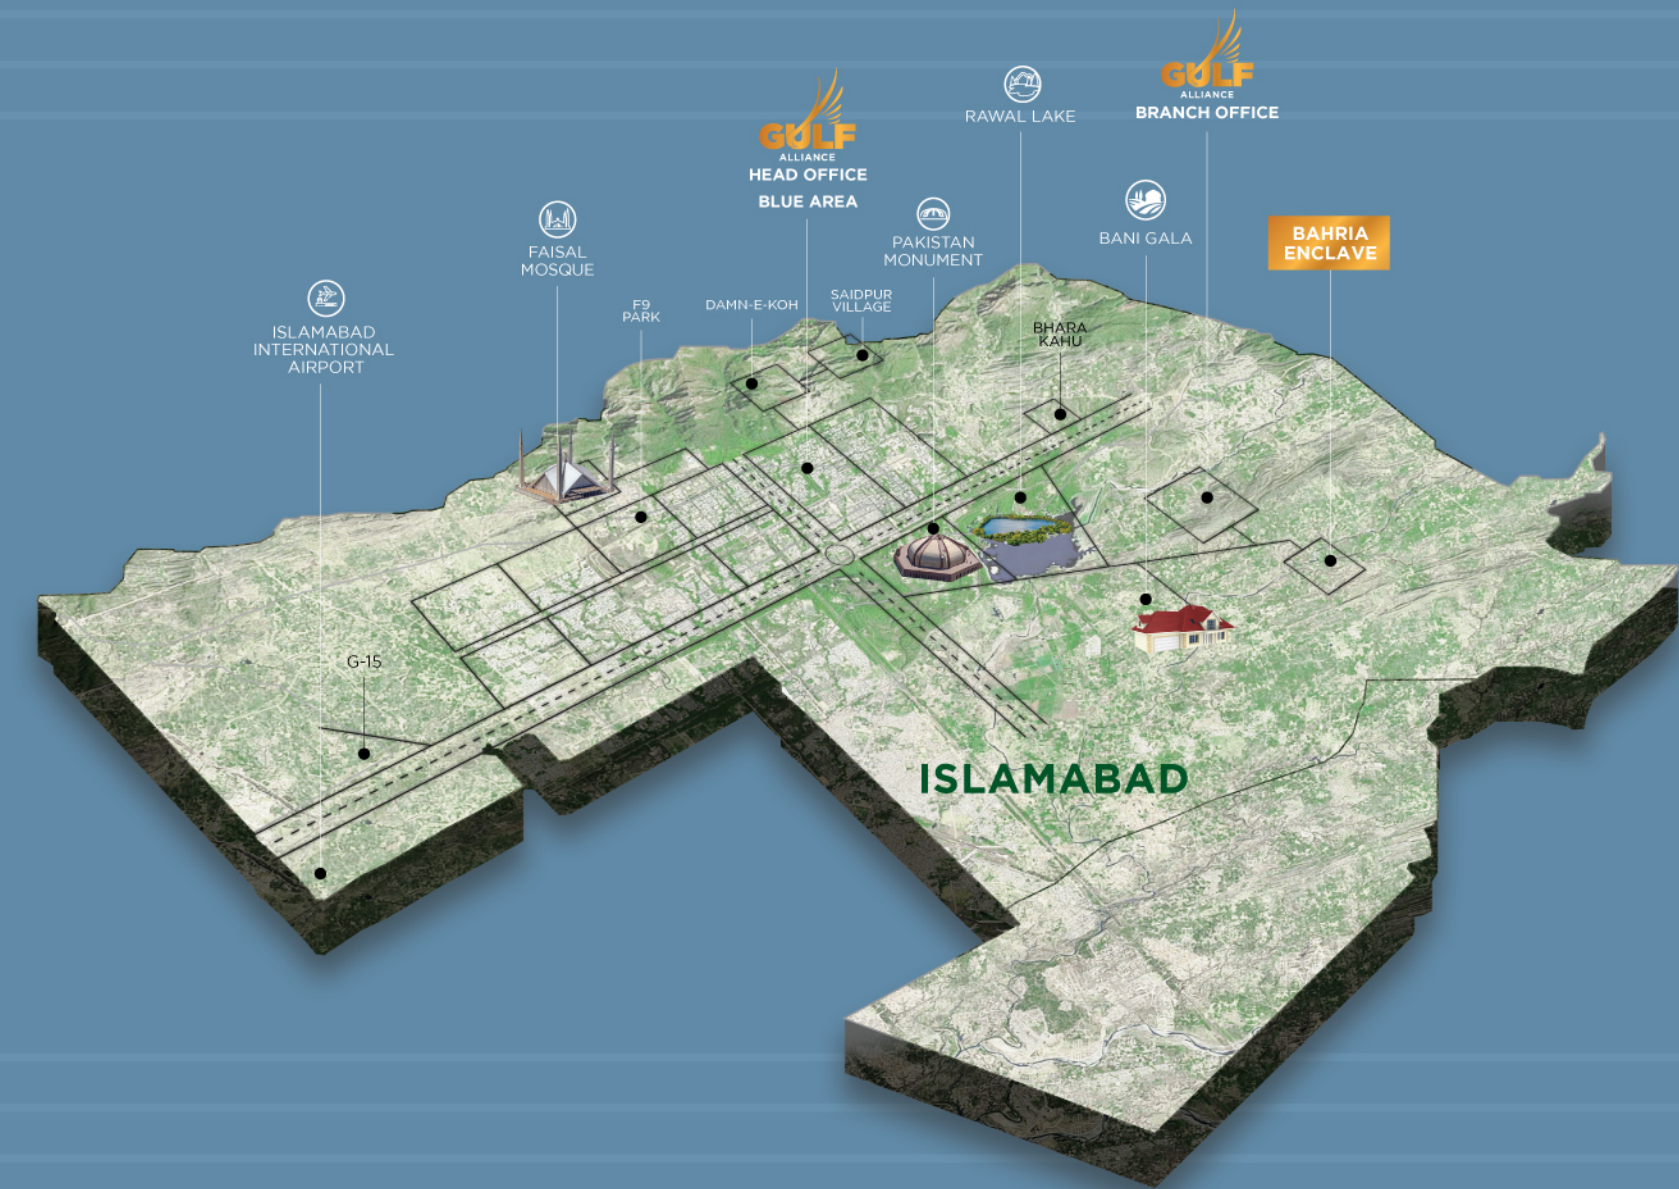 GULF
ALLIANCE
BRANCH OFFICE
RAWAL LAKE
GULF
ALLIANCE
HEAD OFFICE
BLUE AREA
PAKISTAN
MONUMENT
BANI GALA
BAHRIA
ENCLAVE
FAISAL
MOSQUE
ISLAMABAD
INTERNATIONAL
AIRPORT
F9
PARK
DAMN-E-KOH
SAIDPUR
VILLAGE
BHARA
KAHU
G-15
ISLAMABAD